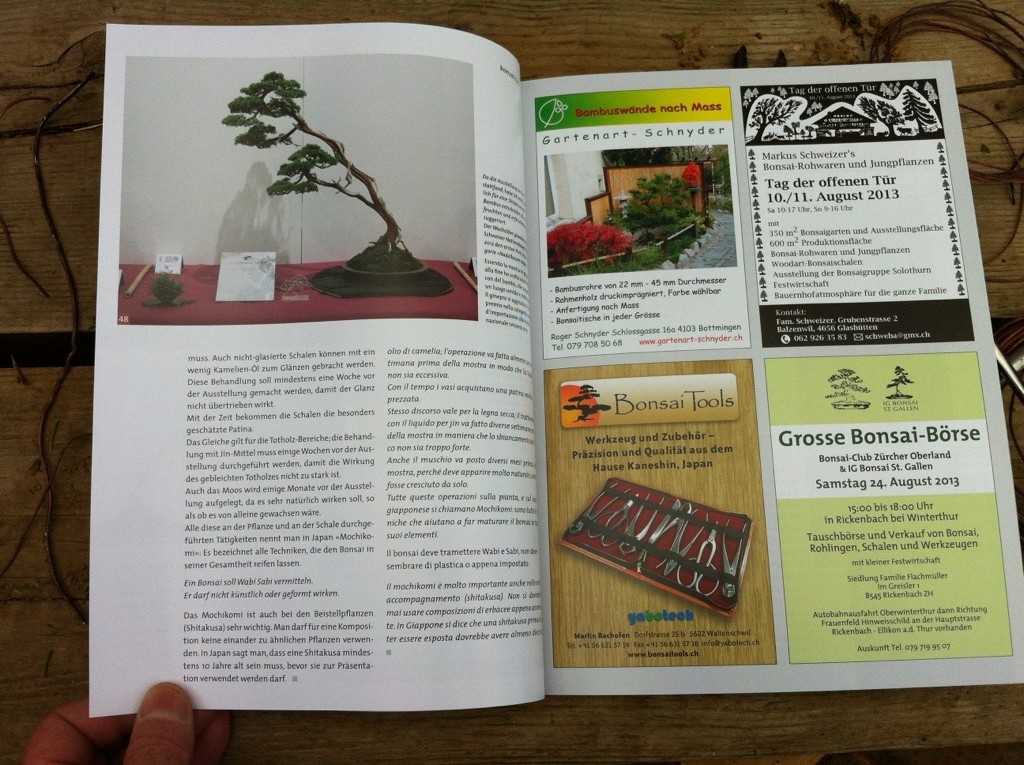 48
muss. Auch nicht-glasierte Schalen können mit ein
wenig Kamelien-Öl zum Glänzen gebracht werden.
Diese Behandlung soll mindestens eine Woche vor
der Ausstellung gemacht werden, damit der Glanz
nicht übertrieben wirkt.
Mit der Zeit bekommen die Schalen die besonders
geschätzte Patina.
Das Gleiche gilt für die Totholz-Bereiche; die Behand-
lung mit Jin-Mittel muss einige Wochen vor der Aus-
stellung durchgeführt werden, damit die Wirkung
des gebleichten Totholzes nicht zu stark ist.
Auch das Moos wird einige Monate vor der Ausstel-
lung aufgelegt, da es sehr natürlich wirken soll, so
als ob es von alleine gewachsen wäre.
Alle diese an der Pflanze und an der Schale durchge-
führten Tätigkeiten nennt man in Japan «Mochiko-
mi». Es bezeichnet alle Techniken, die den Bonsai in
seiner Gesamtheit reifen lassen.
Ein Bonsai soll Wabi Sabi vermitteln.
Er darf nicht künstlich oder geformt wirken.
Das Mochikomi ist auch bei den Beistellpflanzen
(Shitakusa) sehr wichtig. Man darf für eine Komposi-
tion keine einander zu ähnlichen Pflanzen verwen-
den. In Japan sagt man, dass eine Shitakusa mindes-
tens 10 Jahre alt sein muss, bevor sie zur Präsenta-
tion verwendet werden darf.
olio di camelia; l'operazione va fatta
timana prima della mostra in modo che
non sia eccessiva.
Con il tempo i vasi acquistano una patina
prezzata.
Stesso discorso vale per la legna secca; il
con il liquido per jin va fatto diverse
della mostra in maniera che lo
co non sia troppo forte.
Anche il muschio va posto diversi mesi
mostra, perché deve apparire molto
fosse cresciuto da solo.
Tutte queste operazioni sulla pianta, e
giapponese si chiamano Mochikomi: sono
niche che aiutano a far maturare il bonsai
suoi elementi.
Il bonsai deve tramettere Wabi e Sabi, non
sembrare di plastica o appena impostato.
Il mochikomi è molto importante anche
accompagnamento (shitakusa). Non si
mai usare composizioni di erbacee appena
te. In Giappone si dice che una shitakusa
ter essere esposta dovrebbe avere almeno
Bambuswände nach Mass
Gartenart-Schnyder
- Bambusrohre von 22 mm - 45 mm Durchmesser
- Rahmenholz druckimprägniert, Farbe wählbar
- Anfertigung nach Mass
- Bonsaitische in jeder Grösse
Roger Schnyder Schlossgasse 16a 4103 Bottmingen
Tel. 079 708 50 68 www.gartenart-schnyder.ch
Tag der offenen Tür
10./11. August 2013
Markus Schweizer's
Bonsai-Rohwaren und Jungpflanzen
Tag der offenen Tür
10./11. August 2013
Sa 10-17 Uhr, So 9-16 Uhr
mit
350 m² Bonsaigarten und Ausstellungsfläche
600 m² Produktionsfläche
Bonsai-Rohwaren und Jungpflanzen
Woodart-Bonsaischalen
Ausstellung der Bonsaigruppe Solothurn
Festwirtschaft
Bauernhofatmosphäre für die ganze Familie
Kontakt:
Fam. Schweizer, Grubenstrasse 2
Balzenwil, 4656 Glashütten
062 926 35 83 schweba@gmx.ch
Bonsai Tools
Werkzeug und Zubehör –
Präzision und Qualität aus dem
Hause Kaneshin, Japan
yabotech
Martin Bachofen Dorfstrasse 25 b 5622 Waltenschwil
Tel. +41 56 631 57 14 Fax +41 56 631 57 16 info@yabotech.ch
www.bonsaitools.ch
IG BONSAI
ST. GALLEN
Grosse Bonsai-Börse
Bonsai-Club Zürcher Oberland
& IG Bonsai St. Gallen
Samstag 24. August 2013
15:00 bis 18:00 Uhr
in Rickenbach bei Winterthur
Tauschbörse und Verkauf von Bonsai,
Rohlingen, Schalen und Werkzeugen
mit kleiner Festwirtschaft
Siedlung Familie Flachmüller
Im Greisler 1
8545 Rickenbach ZH
Autobahnausfahrt Oberwinterthur dann Richtung
Frauenfeld Hinweisschild an der Hauptstrasse
Rickenbach - Ellikon a.d. Thur vorhanden
Auskunft Tel. 079 719 95 07